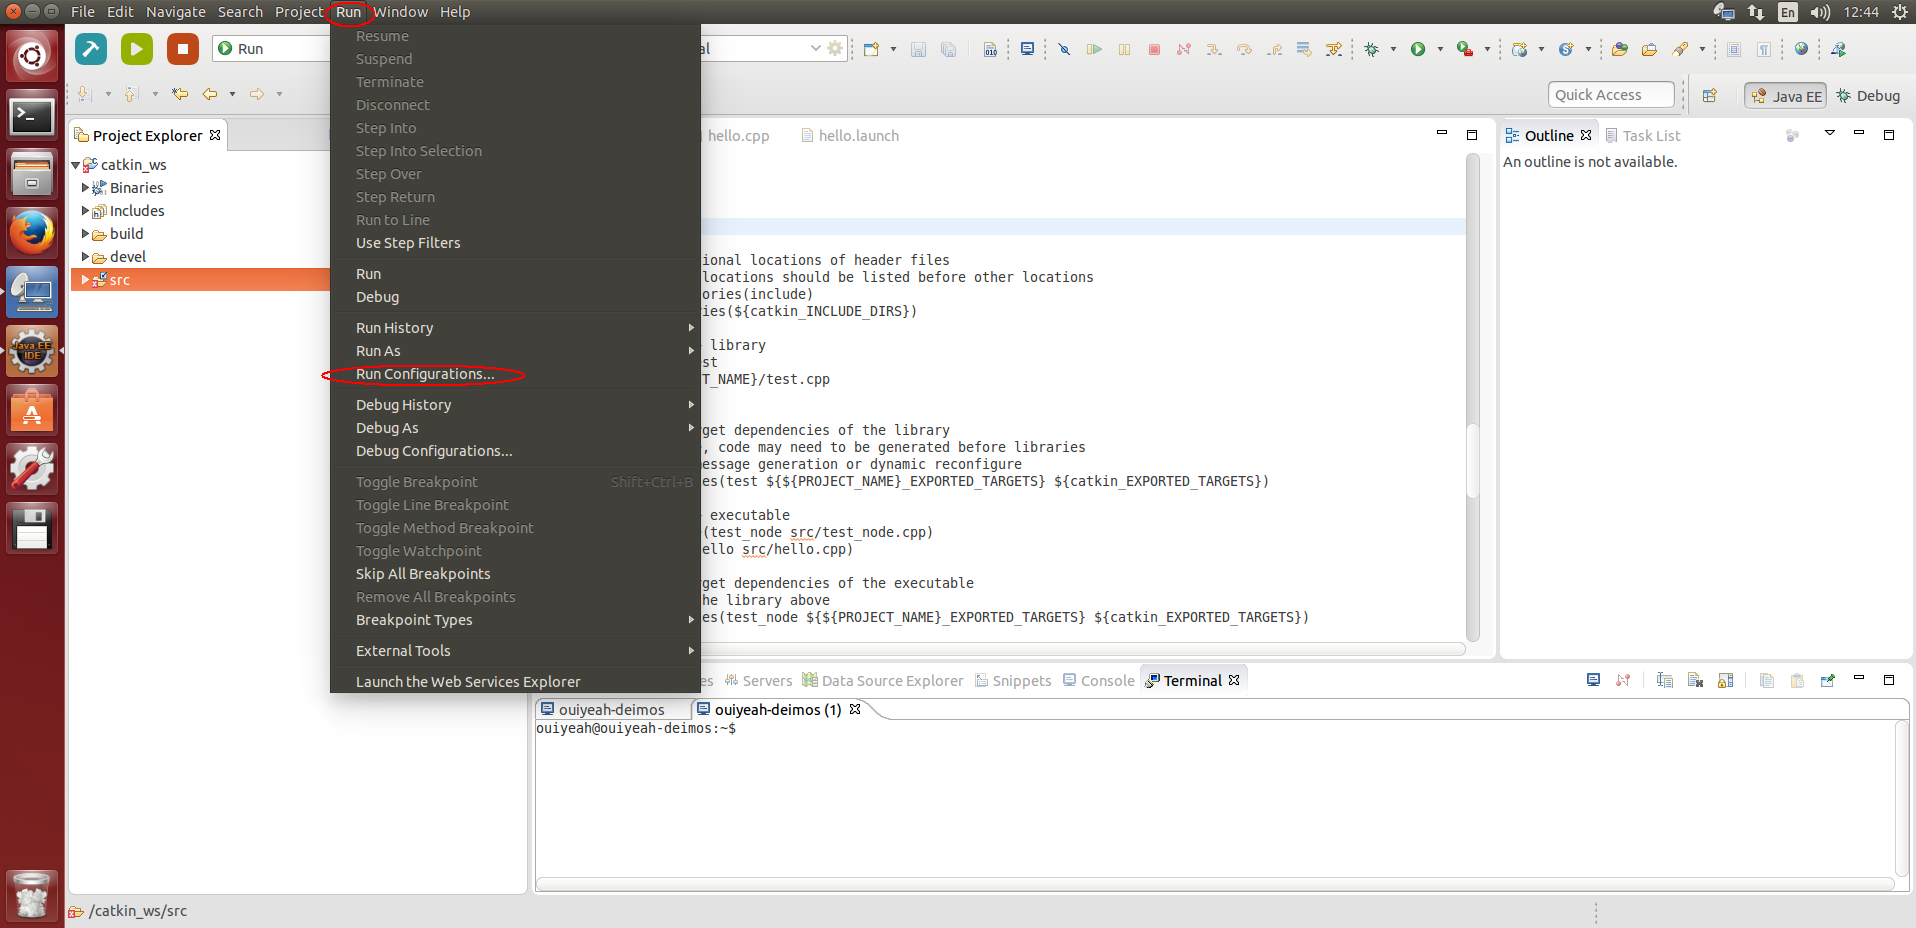 File Edit Navigate Search Project Run Window Help
En 12:44
Run
al
Quick Access
Java EE
Debug
Project Explorer
catkin_ws
Binaries
Includes
build
devel
src
Java EE
IDE
Resume
Suspend
Terminate
Disconnect
Step Into
Step Into Selection
Step Over
Step Return
Run to Line
Use Step Filters
Run
Debug
Run History
Run As
Run Configurations...
Debug History
Debug As
Debug Configurations...
Toggle Breakpoint Shift+Ctrl+B
Toggle Line Breakpoint
Toggle Method Breakpoint
Toggle Watchpoint
Skip All Breakpoints
Remove All Breakpoints
Breakpoint Types
External Tools
Launch the Web Services Explorer
hello.cpp hello.launch
ional locations of header files
locations should be listed before other locations
ories(include)
ies(${catkin_INCLUDE_DIRS})
library
st
T_NAME}/test.cpp
get dependencies of the library
, code may need to be generated before libraries
essage generation or dynamic reconfigure
es(test ${${PROJECT_NAME}_EXPORTED_TARGETS} ${catkin_EXPORTED_TARGETS})
executable
(test_node src/test_node.cpp)
ello src/hello.cpp)
get dependencies of the executable
he library above
es(test_node ${${PROJECT_NAME}_EXPORTED_TARGETS} ${catkin_EXPORTED_TARGETS})
Outline Task List
An outline is not available.
es Servers Data Source Explorer Snippets Console Terminal
ouiyeah-deimos ouiyeah-deimos (1)
ouiyeah@ouiyeah-deimos:~$
/catkin_ws/src